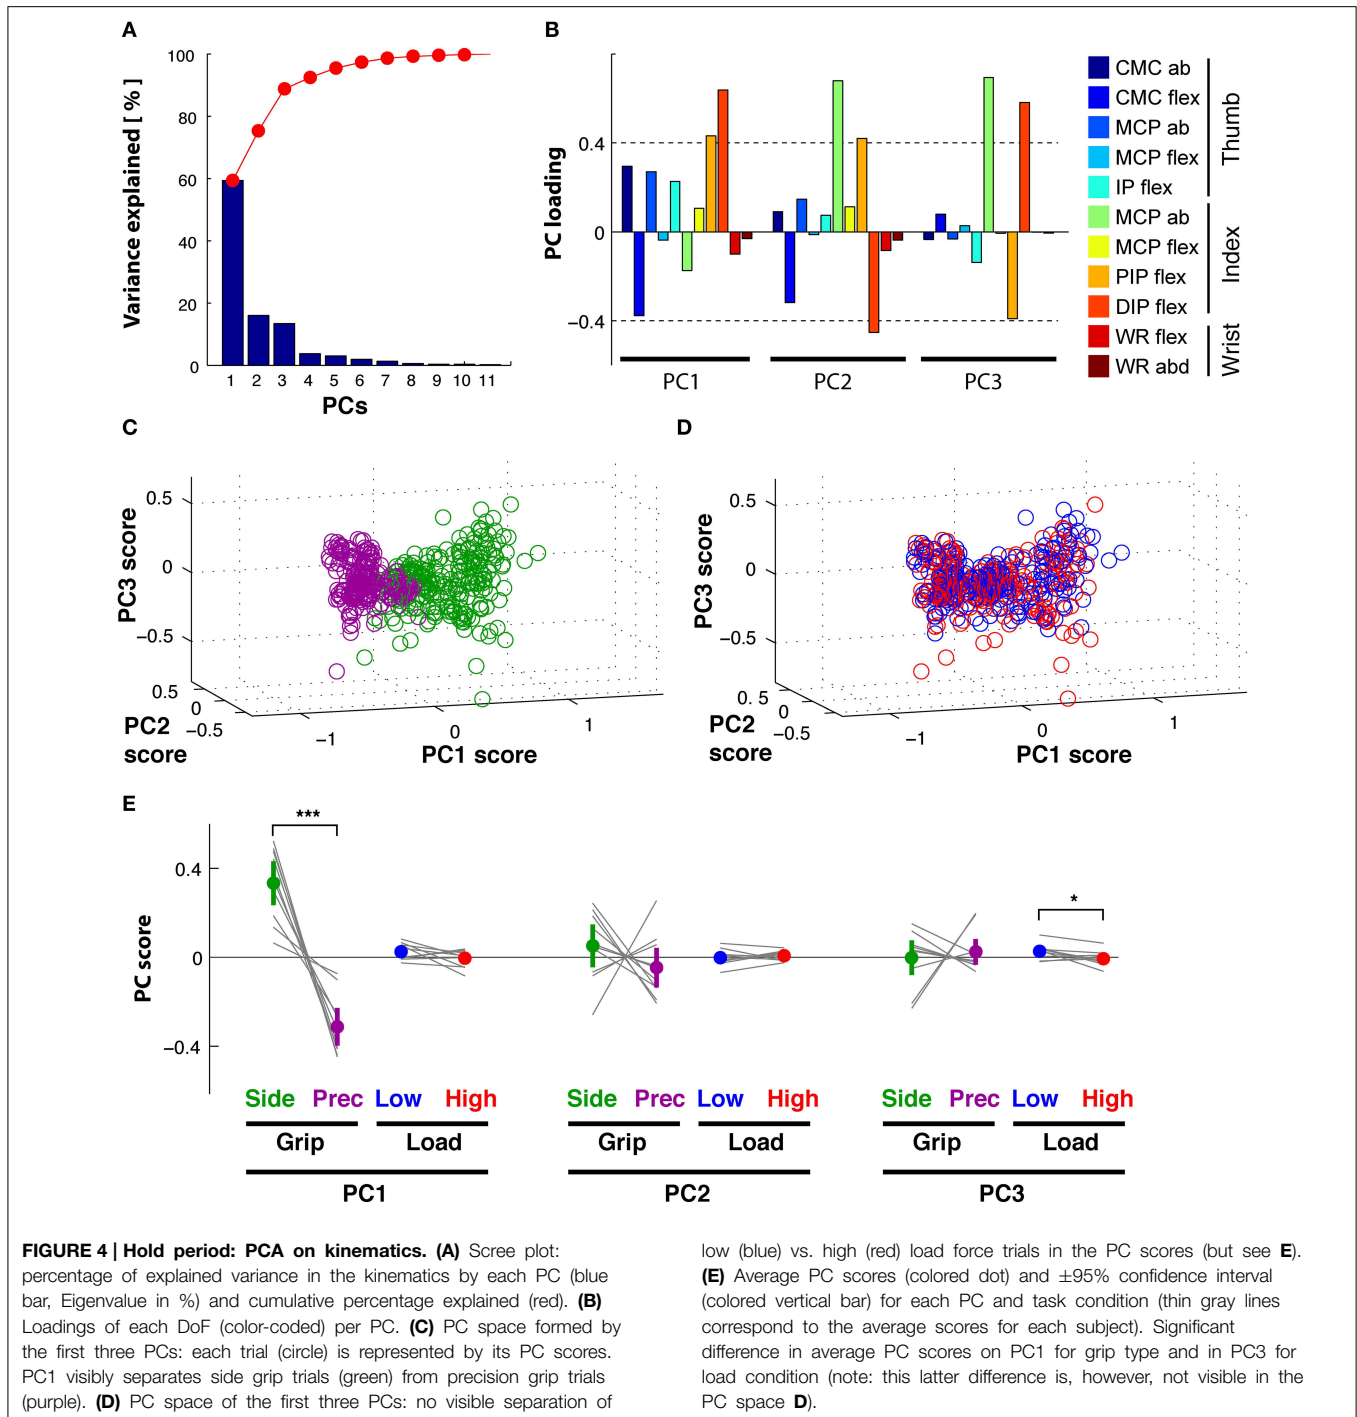 A
100
80
60
40
20
0
Variance explained [ % ]
1 2 3 4 5 6 7 8 9 10 11
PCs
B
0.4
0
−0.4
PC loading
PC1 PC2 PC3
CMC ab
CMC flex
MCP ab
MCP flex
IP flex
Thumb
MCP ab
MCP flex
PIP flex
DIP flex
Index
WR flex
WR abd
Wrist
C
0.5
0
−0.5
PC3 score
0.5
0
−0.5
PC2
score
−1 0 1
PC1 score
D
0.5
0
−0.5
PC3 score
0. 5
0
−0.5
PC2
score
−1 0 1
PC1 score
E
***
*
0.4
0
−0.4
PC score
Side Prec Low High Side Prec Low High Side Prec Low High
Grip Load Grip Load Grip Load
PC1 PC2 PC3
FIGURE 4 | Hold period: PCA on kinematics. (A) Scree plot:
percentage of explained variance in the kinematics by each PC (blue
bar, Eigenvalue in %) and cumulative percentage explained (red). (B)
Loadings of each DoF (color-coded) per PC. (C) PC space formed by
the first three PCs: each trial (circle) is represented by its PC scores.
PC1 visibly separates side grip trials (green) from precision grip trials
(purple). (D) PC space of the first three PCs: no visible separation of
low (blue) vs. high (red) load force trials in the PC scores (but see E).
(E) Average PC scores (colored dot) and ±95% confidence interval
(colored vertical bar) for each PC and task condition (thin gray lines
correspond to the average scores for each subject). Significant
difference in average PC scores on PC1 for grip type and in PC3 for
load condition (note: this latter difference is, however, not visible in the
PC space D).